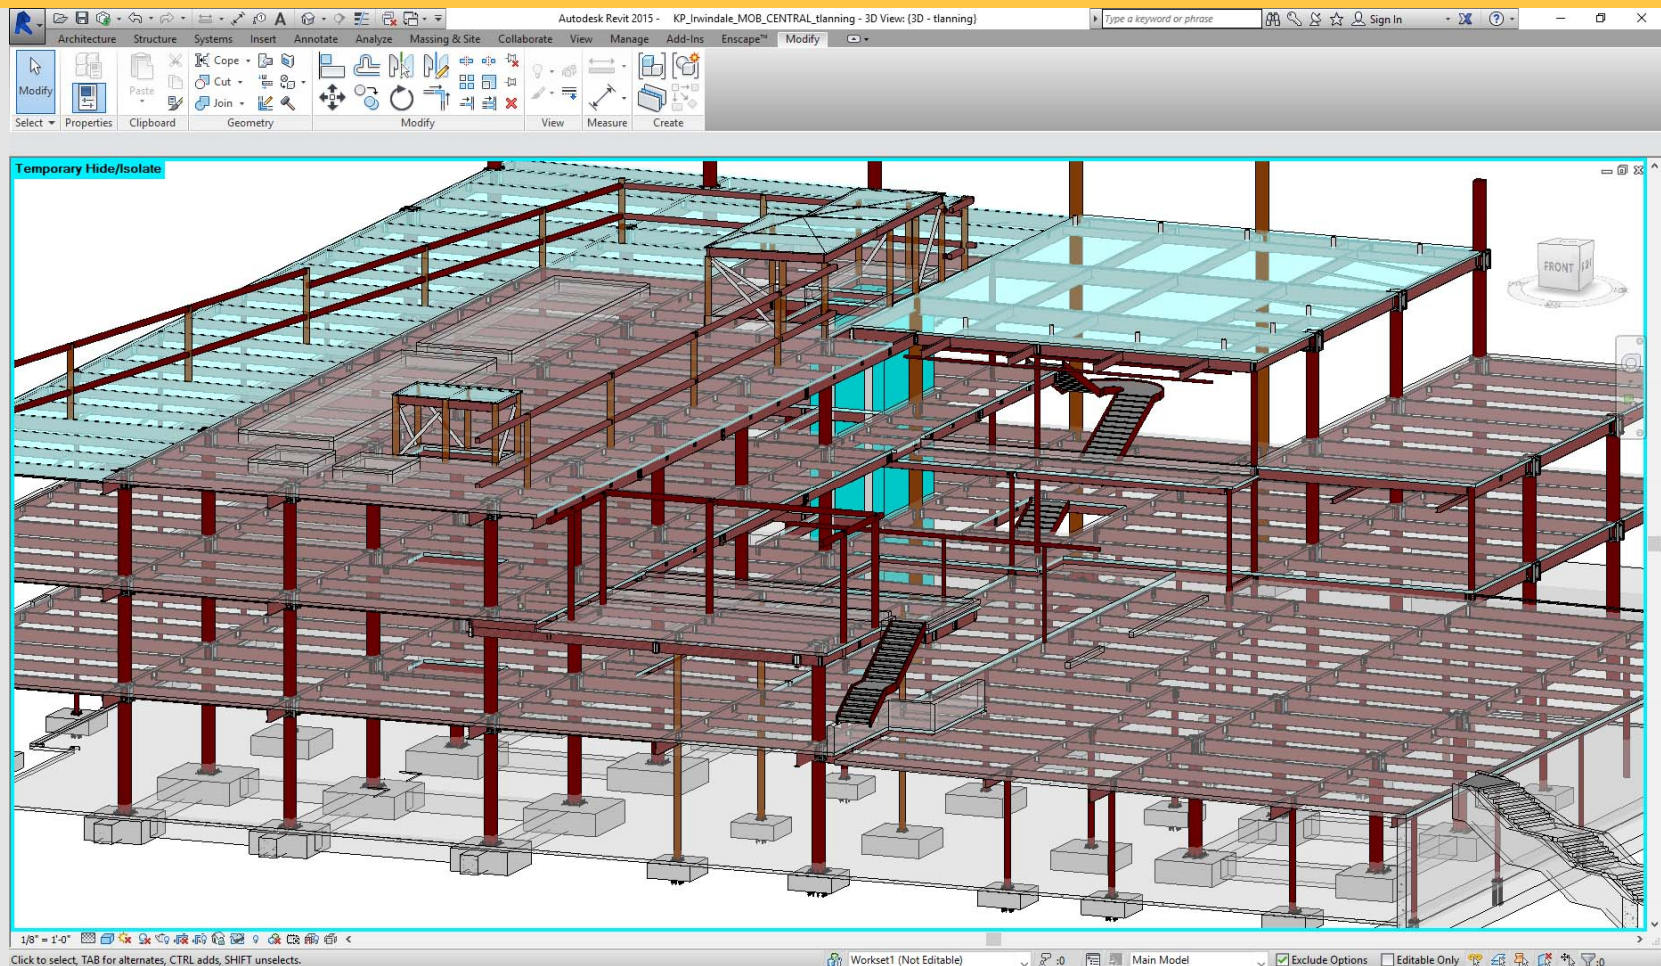 Autodesk Revit 2015 - KP_Irwindale_MOB_CENTRAL_tlanning - 3D View: {3D - tlanning}
Type a keyword or phrase
Sign In
Architecture Structure Systems Insert Annotate Analyze Massing & Site Collaborate View Manage Add-Ins Enscape™ Modify
Modify
Paste
Cope
Cut
Join
Select Properties Clipboard Geometry Modify View Measure Create
Temporary Hide/Isolate
FRONT
1/8" = 1'-0"
Click to select, TAB for alternates, CTRL adds, SHIFT unselects.
Workset1 (Not Editable)
:0
Main Model
Exclude Options
Editable Only
:0